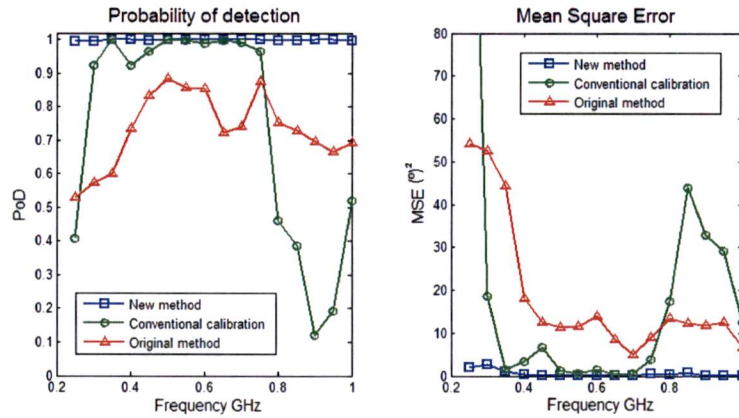 Probability of detection
1
0.9
0.8
0.7
0.6
0.5
0.4
0.3
0.2
0.1
0
PoD
New method
Conventional calibration
Original method
0.2 0.4 0.6 0.8 1
Frequency GHz
Mean Square Error
80
70
60
50
40
30
20
10
0
MSE (º)²
New method
Conventional calibration
Original method
0.2 0.4 0.6 0.8
Frequency GHz